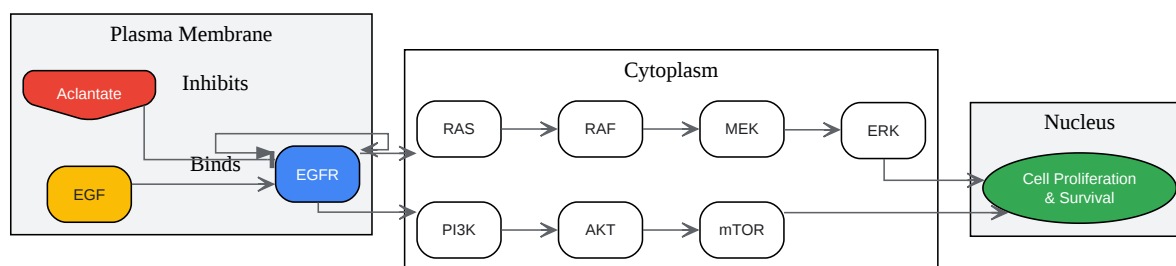 Plasma Membrane
Inhibits
Aclantate
Binds
EGF
EGFR
Cytoplasm
RAS
RAF
MEK
ERK
PI3K
AKT
mTOR
Nucleus
Cell Proliferation
& Survival